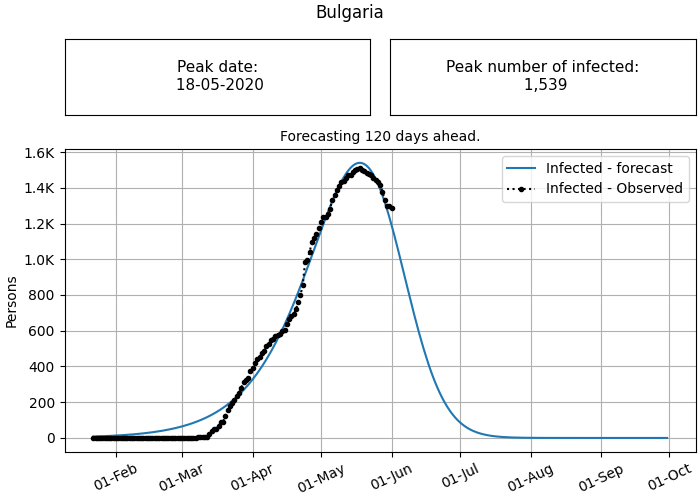 Bulgaria
Peak date:
18-05-2020
Peak number of infected:
1,539
Forecasting 120 days ahead.
1.6K
1.4K
1.2K
1.0K
800
600
400
200
0
Persons
Infected - forecast
Infected - Observed
01-Feb
01-Mar
01-Apr
01-May
01-Jun
01-Jul
01-Aug
01-Sep
01-Oct